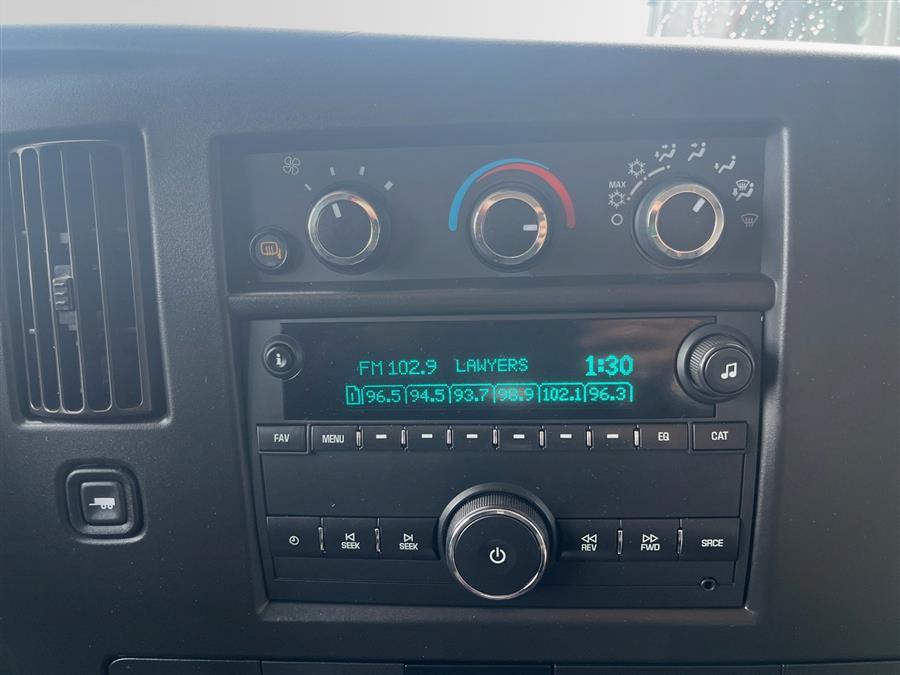 MAX
i
FM 102.9 LAWYERS 1:30
1 96.5 94.5 93.7 98.9 102.1 96.3
FAV MENU EQ CAT
SEEK SEEK REV FWD SRCE